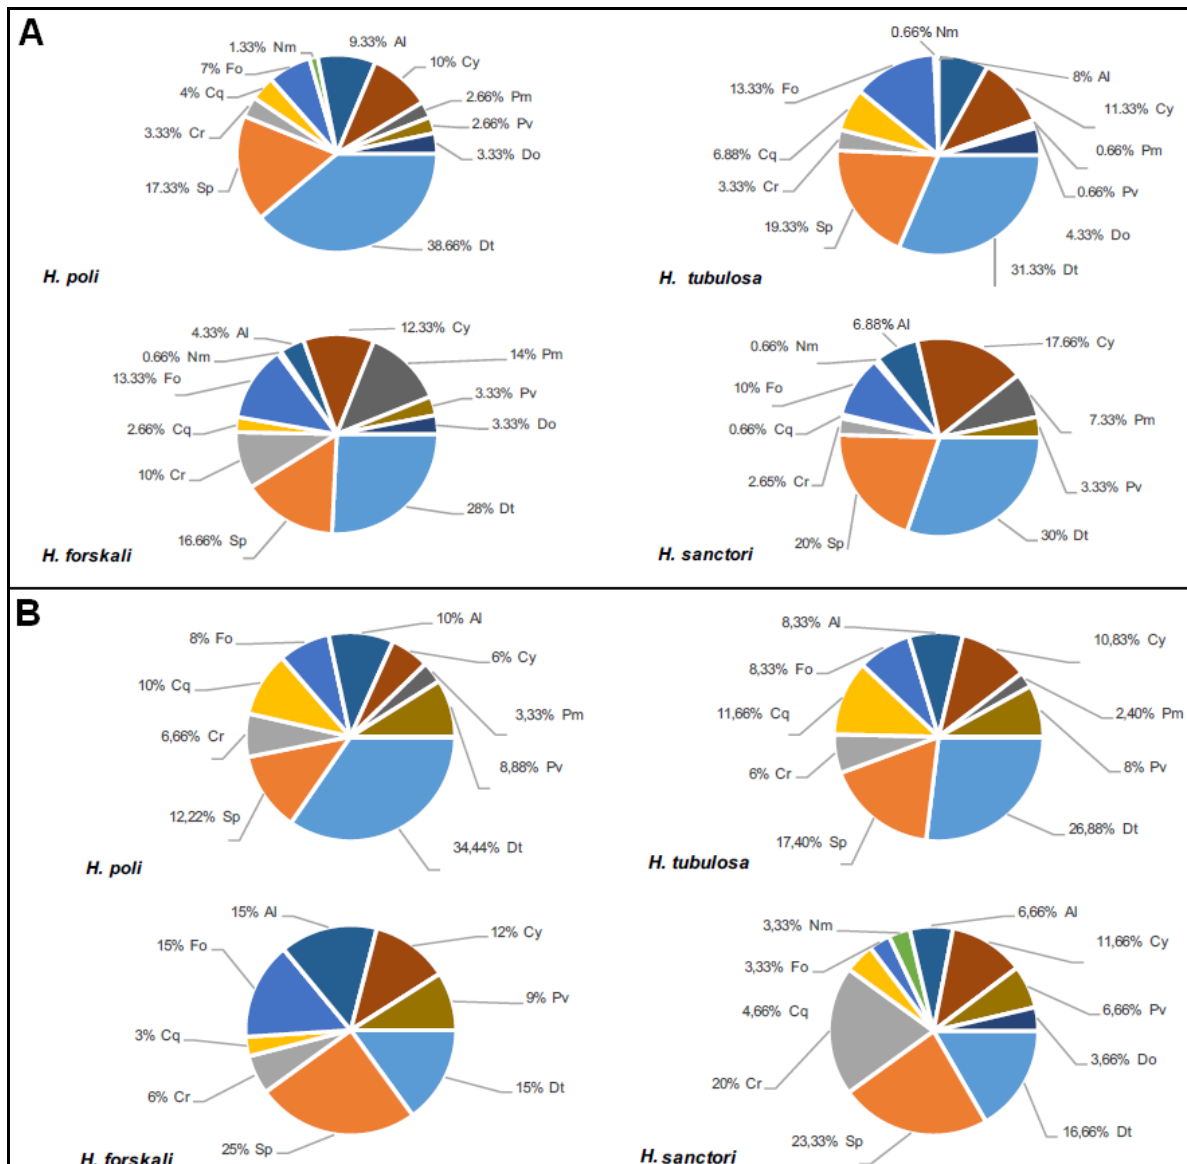 A
1.33% Nm
9.33% Al
7% Fo
10% Cy
4% Cq
2.66% Pm
3.33% Cr
2.66% Pv
3.33% Do
17.33% Sp
38.66% Dt
H. poli
0.66% Nm
13.33% Fo
8% Al
11.33% Cy
6.88% Cq
0.66% Pm
3.33% Cr
0.66% Pv
19.33% Sp
4.33% Do
31.33% Dt
H. tubulosa
4.33% Al
12.33% Cy
0.66% Nm
14% Pm
13.33% Fo
3.33% Pv
2.66% Cq
3.33% Do
10% Cr
28% Dt
16.66% Sp
H. forskali
6.88% Al
0.66% Nm
17.66% Cy
10% Fo
0.66% Cq
7.33% Pm
2.65% Cr
3.33% Pv
20% Sp
30% Dt
H. sanctori
B
10% Al
8% Fo
6% Cy
10% Cq
3,33% Pm
6,66% Cr
8,88% Pv
12,22% Sp
34,44% Dt
H. poli
8,33% Al
10,83% Cy
8,33% Fo
11,66% Cq
2,40% Pm
6% Cr
8% Pv
17,40% Sp
26,88% Dt
H. tubulosa
15% Al
12% Cy
15% Fo
9% Pv
3% Cq
15% Dt
6% Cr
25% Sp
H. forskali
6,66% Al
3,33% Nm
11,66% Cy
3,33% Fo
4,66% Cq
6,66% Pv
3,66% Do
20% Cr
16,66% Dt
23,33% Sp
H. sanctori